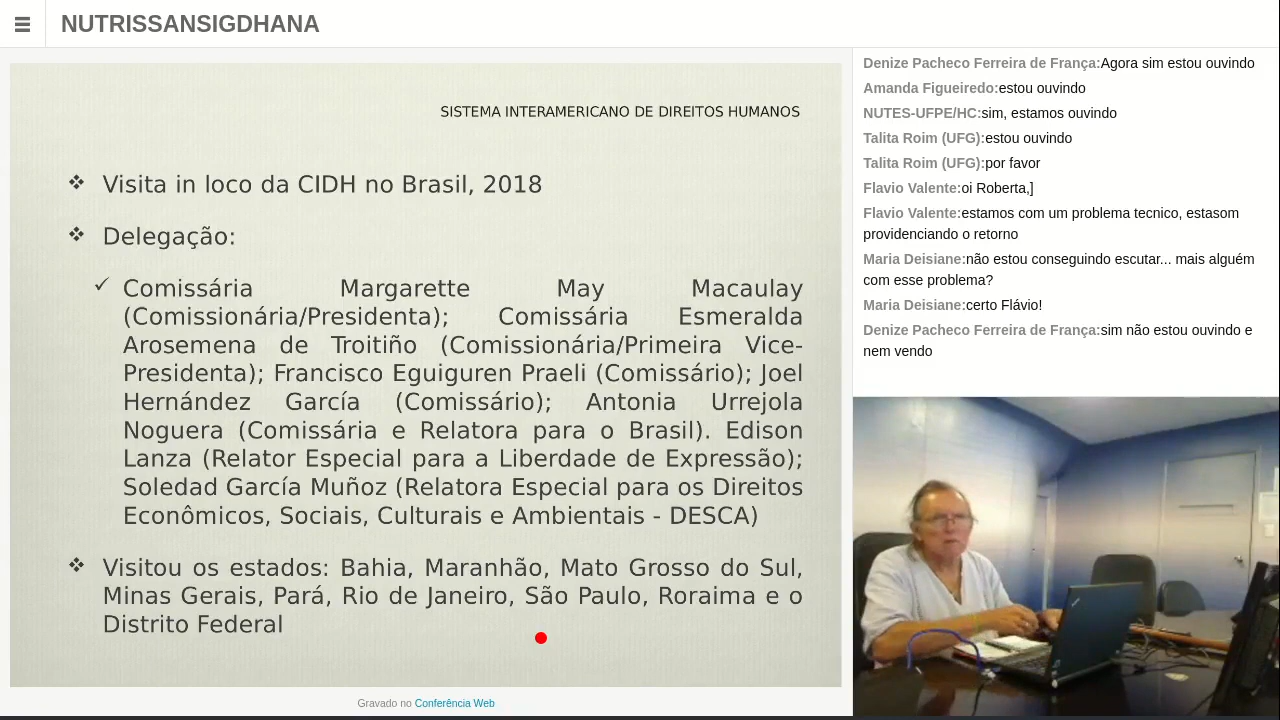 NUTRISSANSIGDHANA
SISTEMA INTERAMERICANO DE DIREITOS HUMANOS
Visita in loco da CIDH no Brasil, 2018
Delegação:
Comissária Margarette May Macaulay
(Comissionária/Presidenta); Comissária Esmeralda
Arosemena de Troitiño (Comissionária/Primeira Vice-
Presidenta); Francisco Eguiguren Praeli (Comissário); Joel
Hernández García (Comissário); Antonia Urrejola
Noguera (Comissária e Relatora para o Brasil). Edison
Lanza (Relator Especial para a Liberdade de Expressão);
Soledad García Muñoz (Relatora Especial para os Direitos
Econômicos, Sociais, Culturais e Ambientais - DESCA)
Visitou os estados: Bahia, Maranhão, Mato Grosso do Sul,
Minas Gerais, Pará, Rio de Janeiro, São Paulo, Roraima e o
Distrito Federal
Gravado no Conferência Web
Denize Pacheco Ferreira de França:Agora sim estou ouvindo
Amanda Figueiredo:estou ouvindo
NUTES-UFPE/HC:sim, estamos ouvindo
Talita Roim (UFG):estou ouvindo
Talita Roim (UFG):por favor
Flavio Valente:oi Roberta,]
Flavio Valente:estamos com um problema tecnico, estasom
providenciando o retorno
Maria Deisiane:não estou conseguindo escutar... mais alguém
com esse problema?
Maria Deisiane:certo Flávio!
Denize Pacheco Ferreira de França:sim não estou ouvindo e
nem vendo